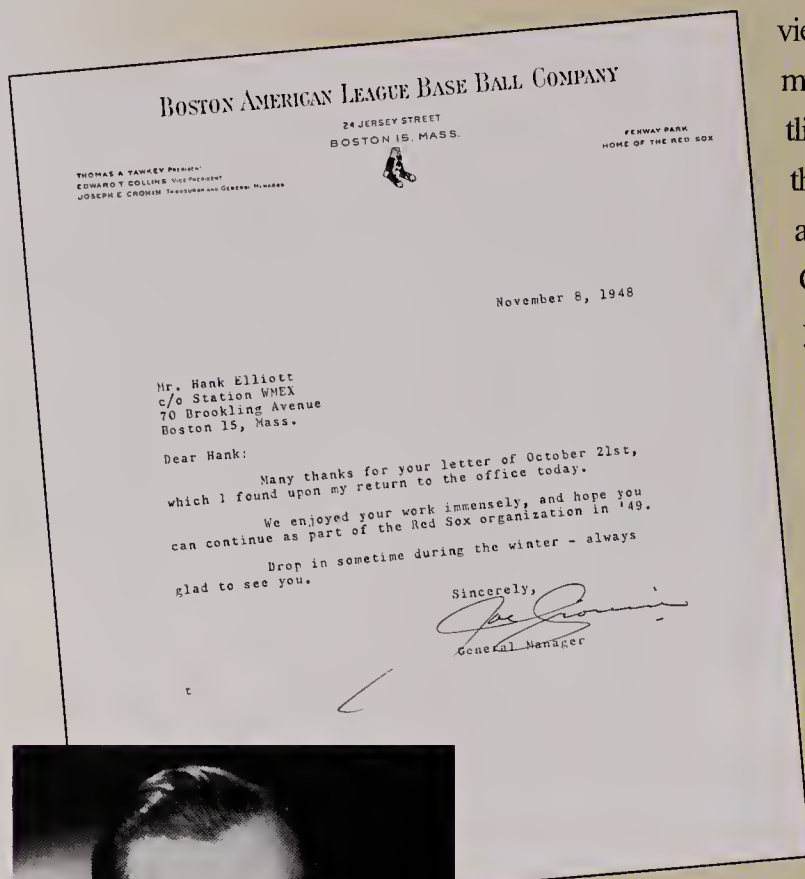 BOSTON AMERICAN LEAGUE BASE BALL COMPANY
24 JERSEY STREET
BOSTON 15, MASS.
FENWAY PARK
HOME OF THE RED SOX
THOMAS A YAWKEY PRESIDENT
EDWARD T COLLINS VICE PRESIDENT
JOSEPH E CRONIN TREASURER AND GENERAL MANAGER
November 8, 1948
Mr. Hank Elliott
c/o Station WMEX
70 Brookling Avenue
Boston 15, Mass.
Dear Hank:
Many thanks for your letter of October 21st,
which I found upon my return to the office today.
We enjoyed your work immensely, and hope you
can continue as part of the Red Sox organization in '49.
Drop in sometime during the winter - always
glad to see you.
Sincerely,
Joe Cronin
General Manager
t
vie
m
th
a